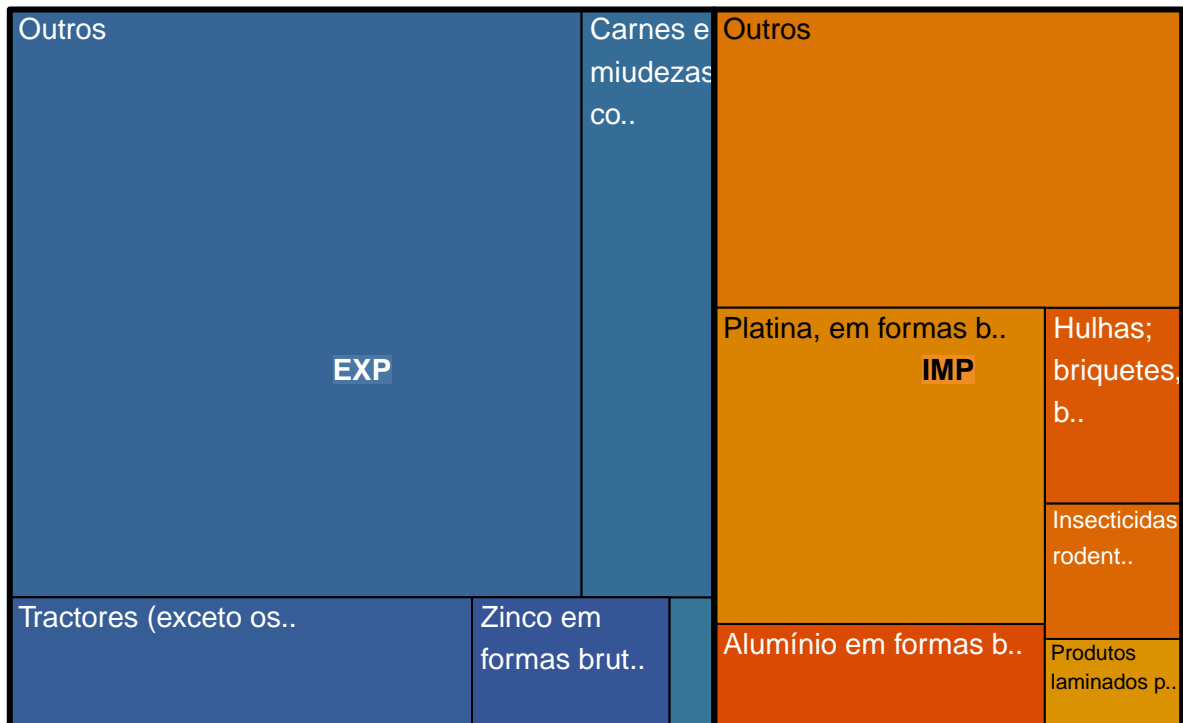 Outros
Carnes e
miudezas
co..
EXP
Tractores (exceto os..
Zinco em
formas brut..
Outros
Platina, em formas b..
Hulhas;
briquetes,
b..
IMP
Insecticidas
rodent..
Alumínio em formas b..
Produtos
laminados p..